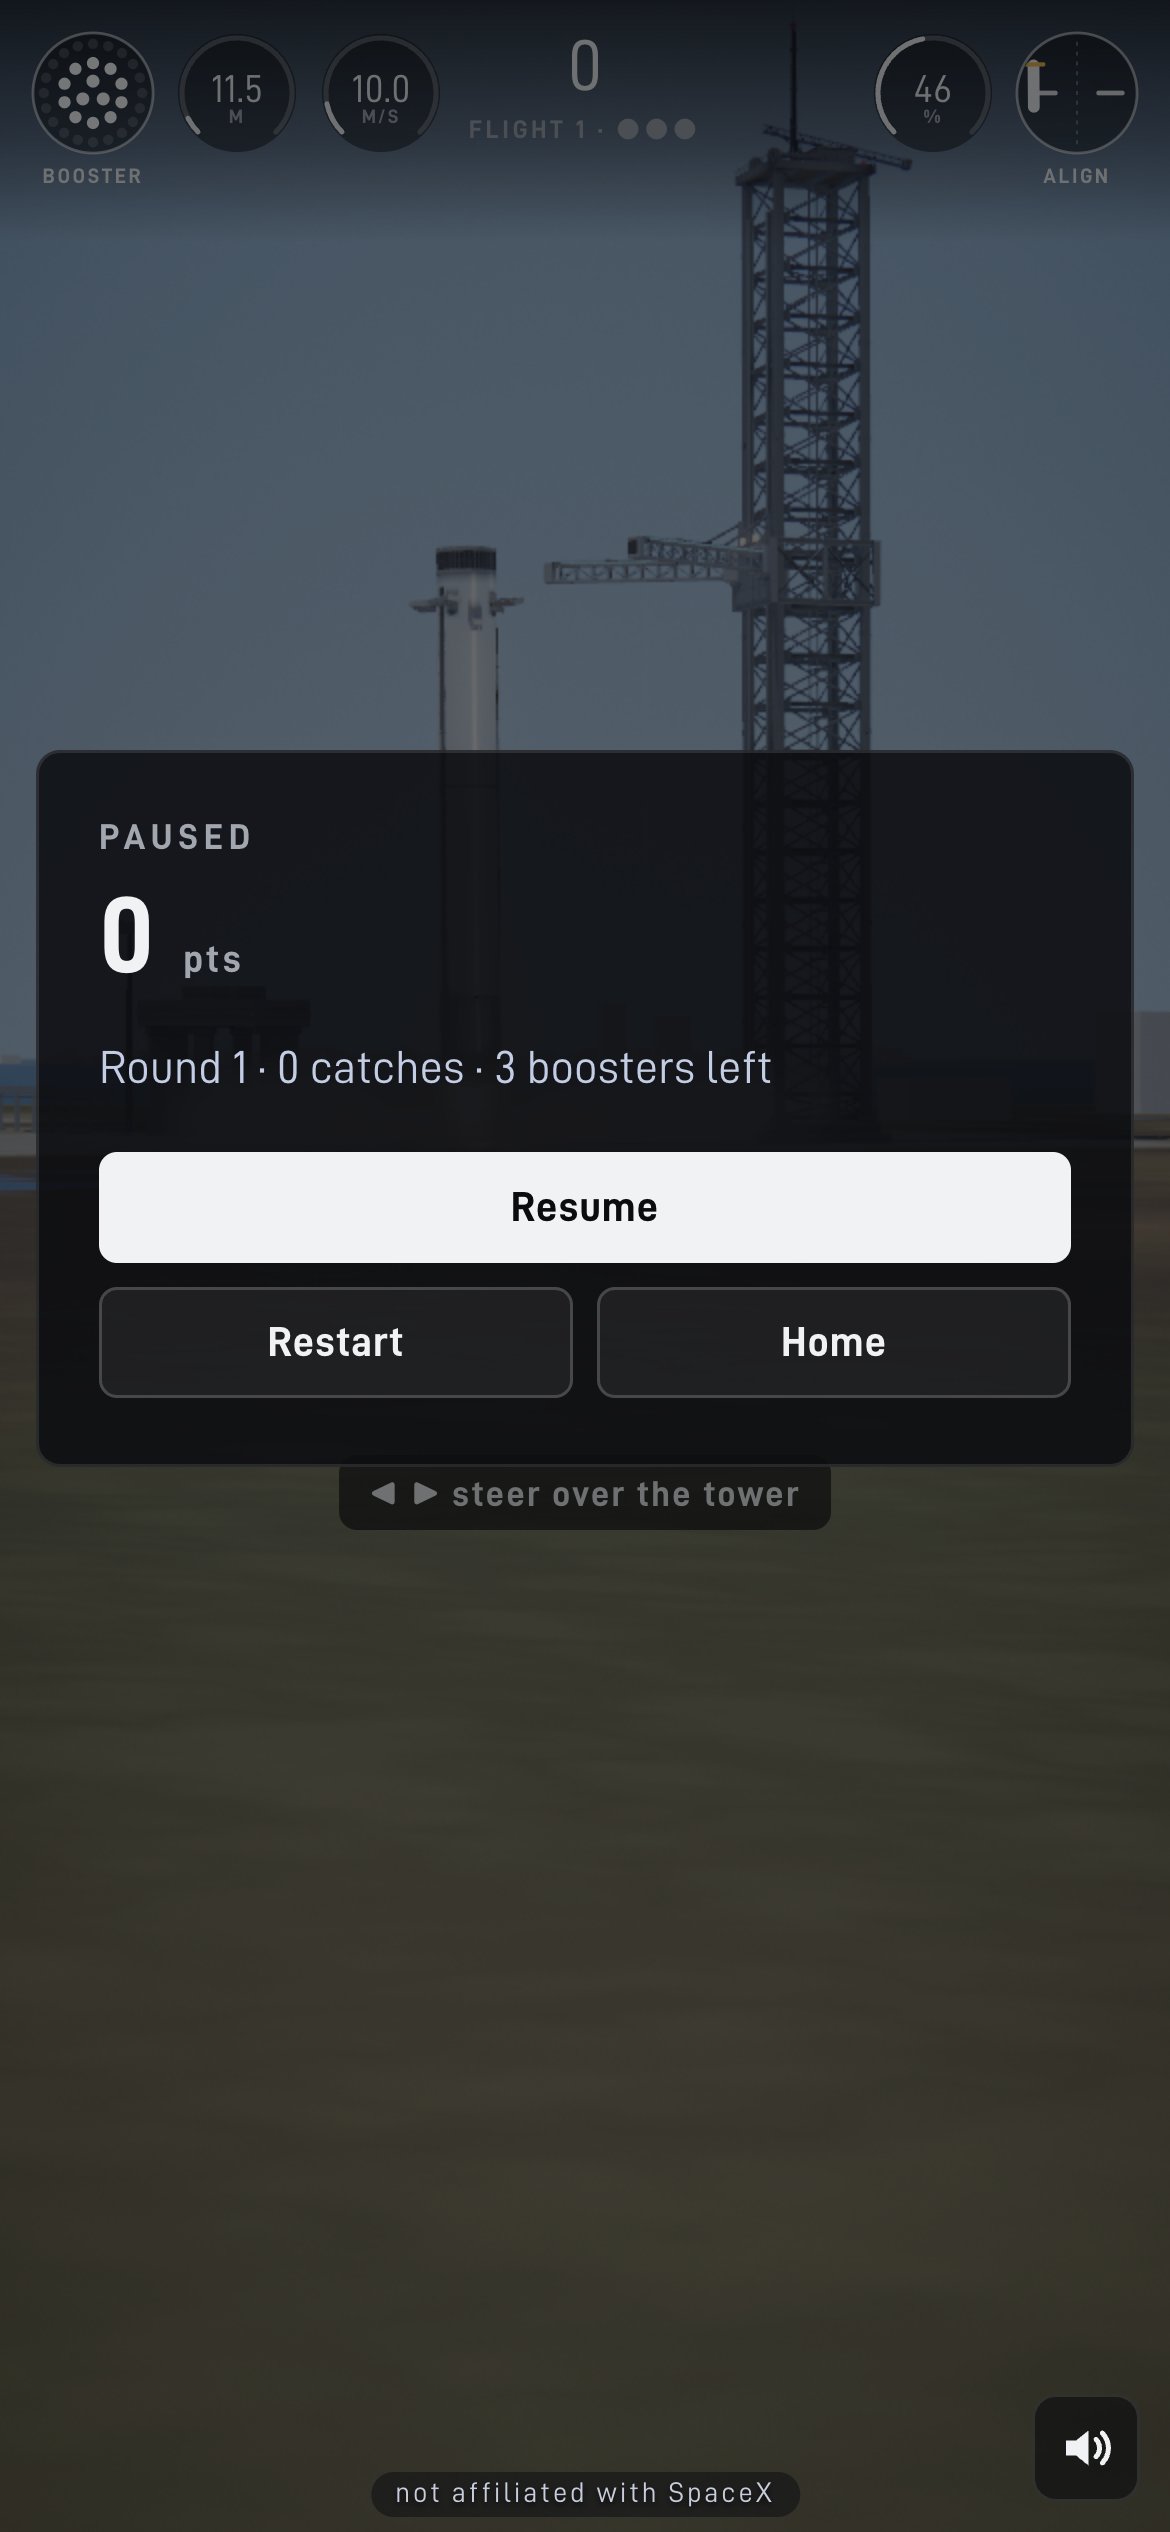 0
11.5
M
10.0
M/S
46
%
FLIGHT 1 ·
BOOSTER
ALIGN
PAUSED
0 pts
Round 1 · 0 catches · 3 boosters left
Resume
Restart
Home
◀ ▶ steer over the tower
not affiliated with SpaceX